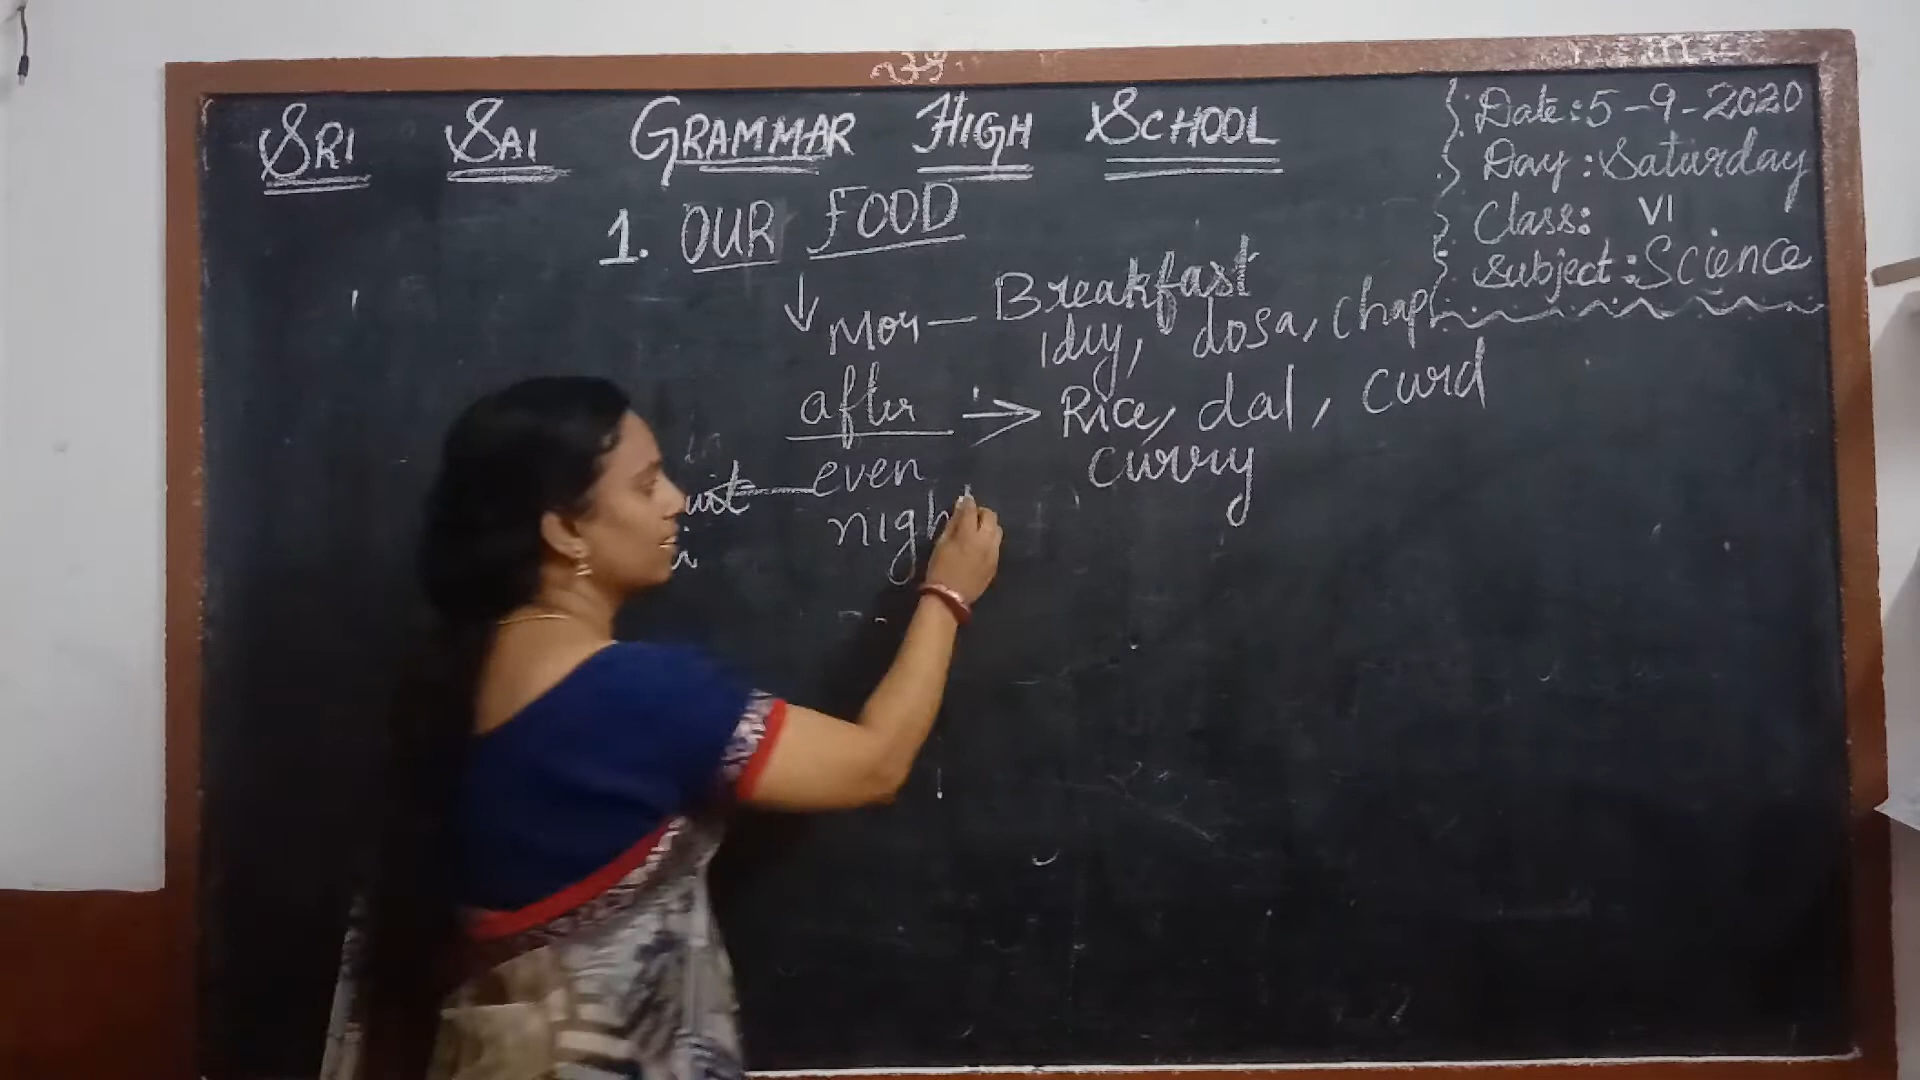 SRI SAI GRAMMAR HIGH SCHOOL
Date: 5-9-2020
Day: Saturday
Class: VI
Subject: Science
1. OUR FOOD
Mor - Breakfast
Idly, dosa, chap
after → Rice, dal, curd
curry
even
nigh